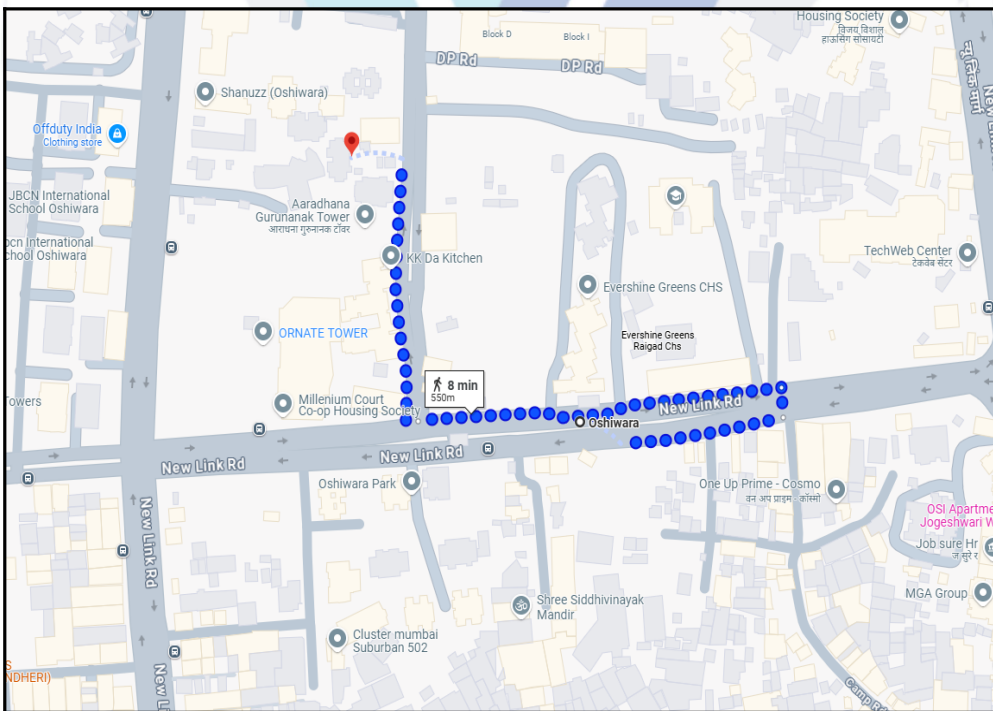 Housing Society
विजय विशाल
हाऊसिंग सोसायटी
Block D
Block I
DP Rd
DP Rd
Shanuzz (Oshiwara)
Offduty India
Clothing store
JBCN International
School Oshiwara
Aaradhana
Gurunanak Tower
आराधना गुरुनानक टॉवर
KK Da Kitchen
bcn International
chool Oshiwara
TechWeb Center
टेकवेब सेंटर
Evershine Greens CHS
ORNATE TOWER
Evershine Greens
Raigad Chs
8 min
550m
Towers
Millenium Court
Co-op Housing Society
New Link Rd
Oshiwara
New Link Rd
New Link Rd
Oshiwara Park
One Up Prime - Cosmo
वन अप प्राइम - कॉस्मो
New Link Rd
OSI Apartme
Jogeshwari W
Job sure Hr
ज सुरे र
MGA Group
Shree Siddhivinayak
Mandir
Cluster mumbai
Suburban 502
S
NDHERI)
New Li
Camp Rd